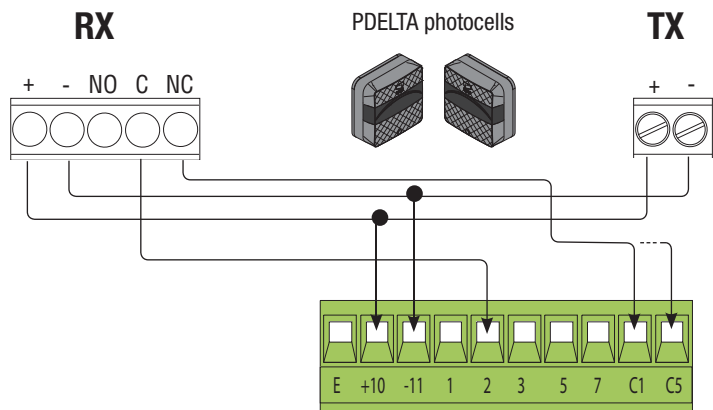 RX PDELTA photocells TX
+ - NO C NC + -
E +10 -11 1 2 3 5 7 C1 C5